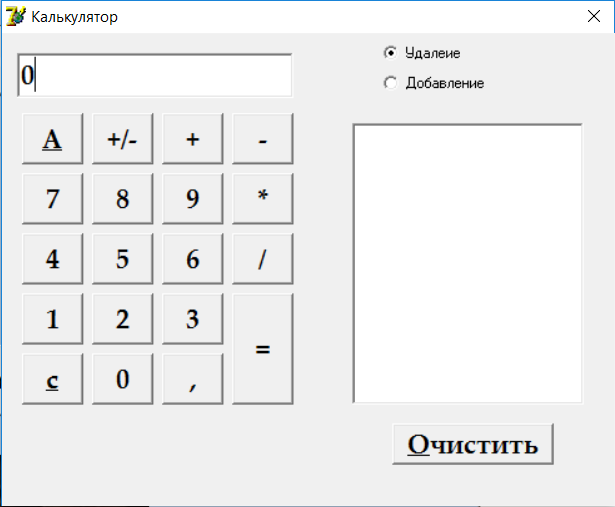 Калькулятор
0
Удалеие
Добавление
A +/- + -
7 8 9 *
4 5 6 /
1 2 3
=
c 0 ,
Очистить